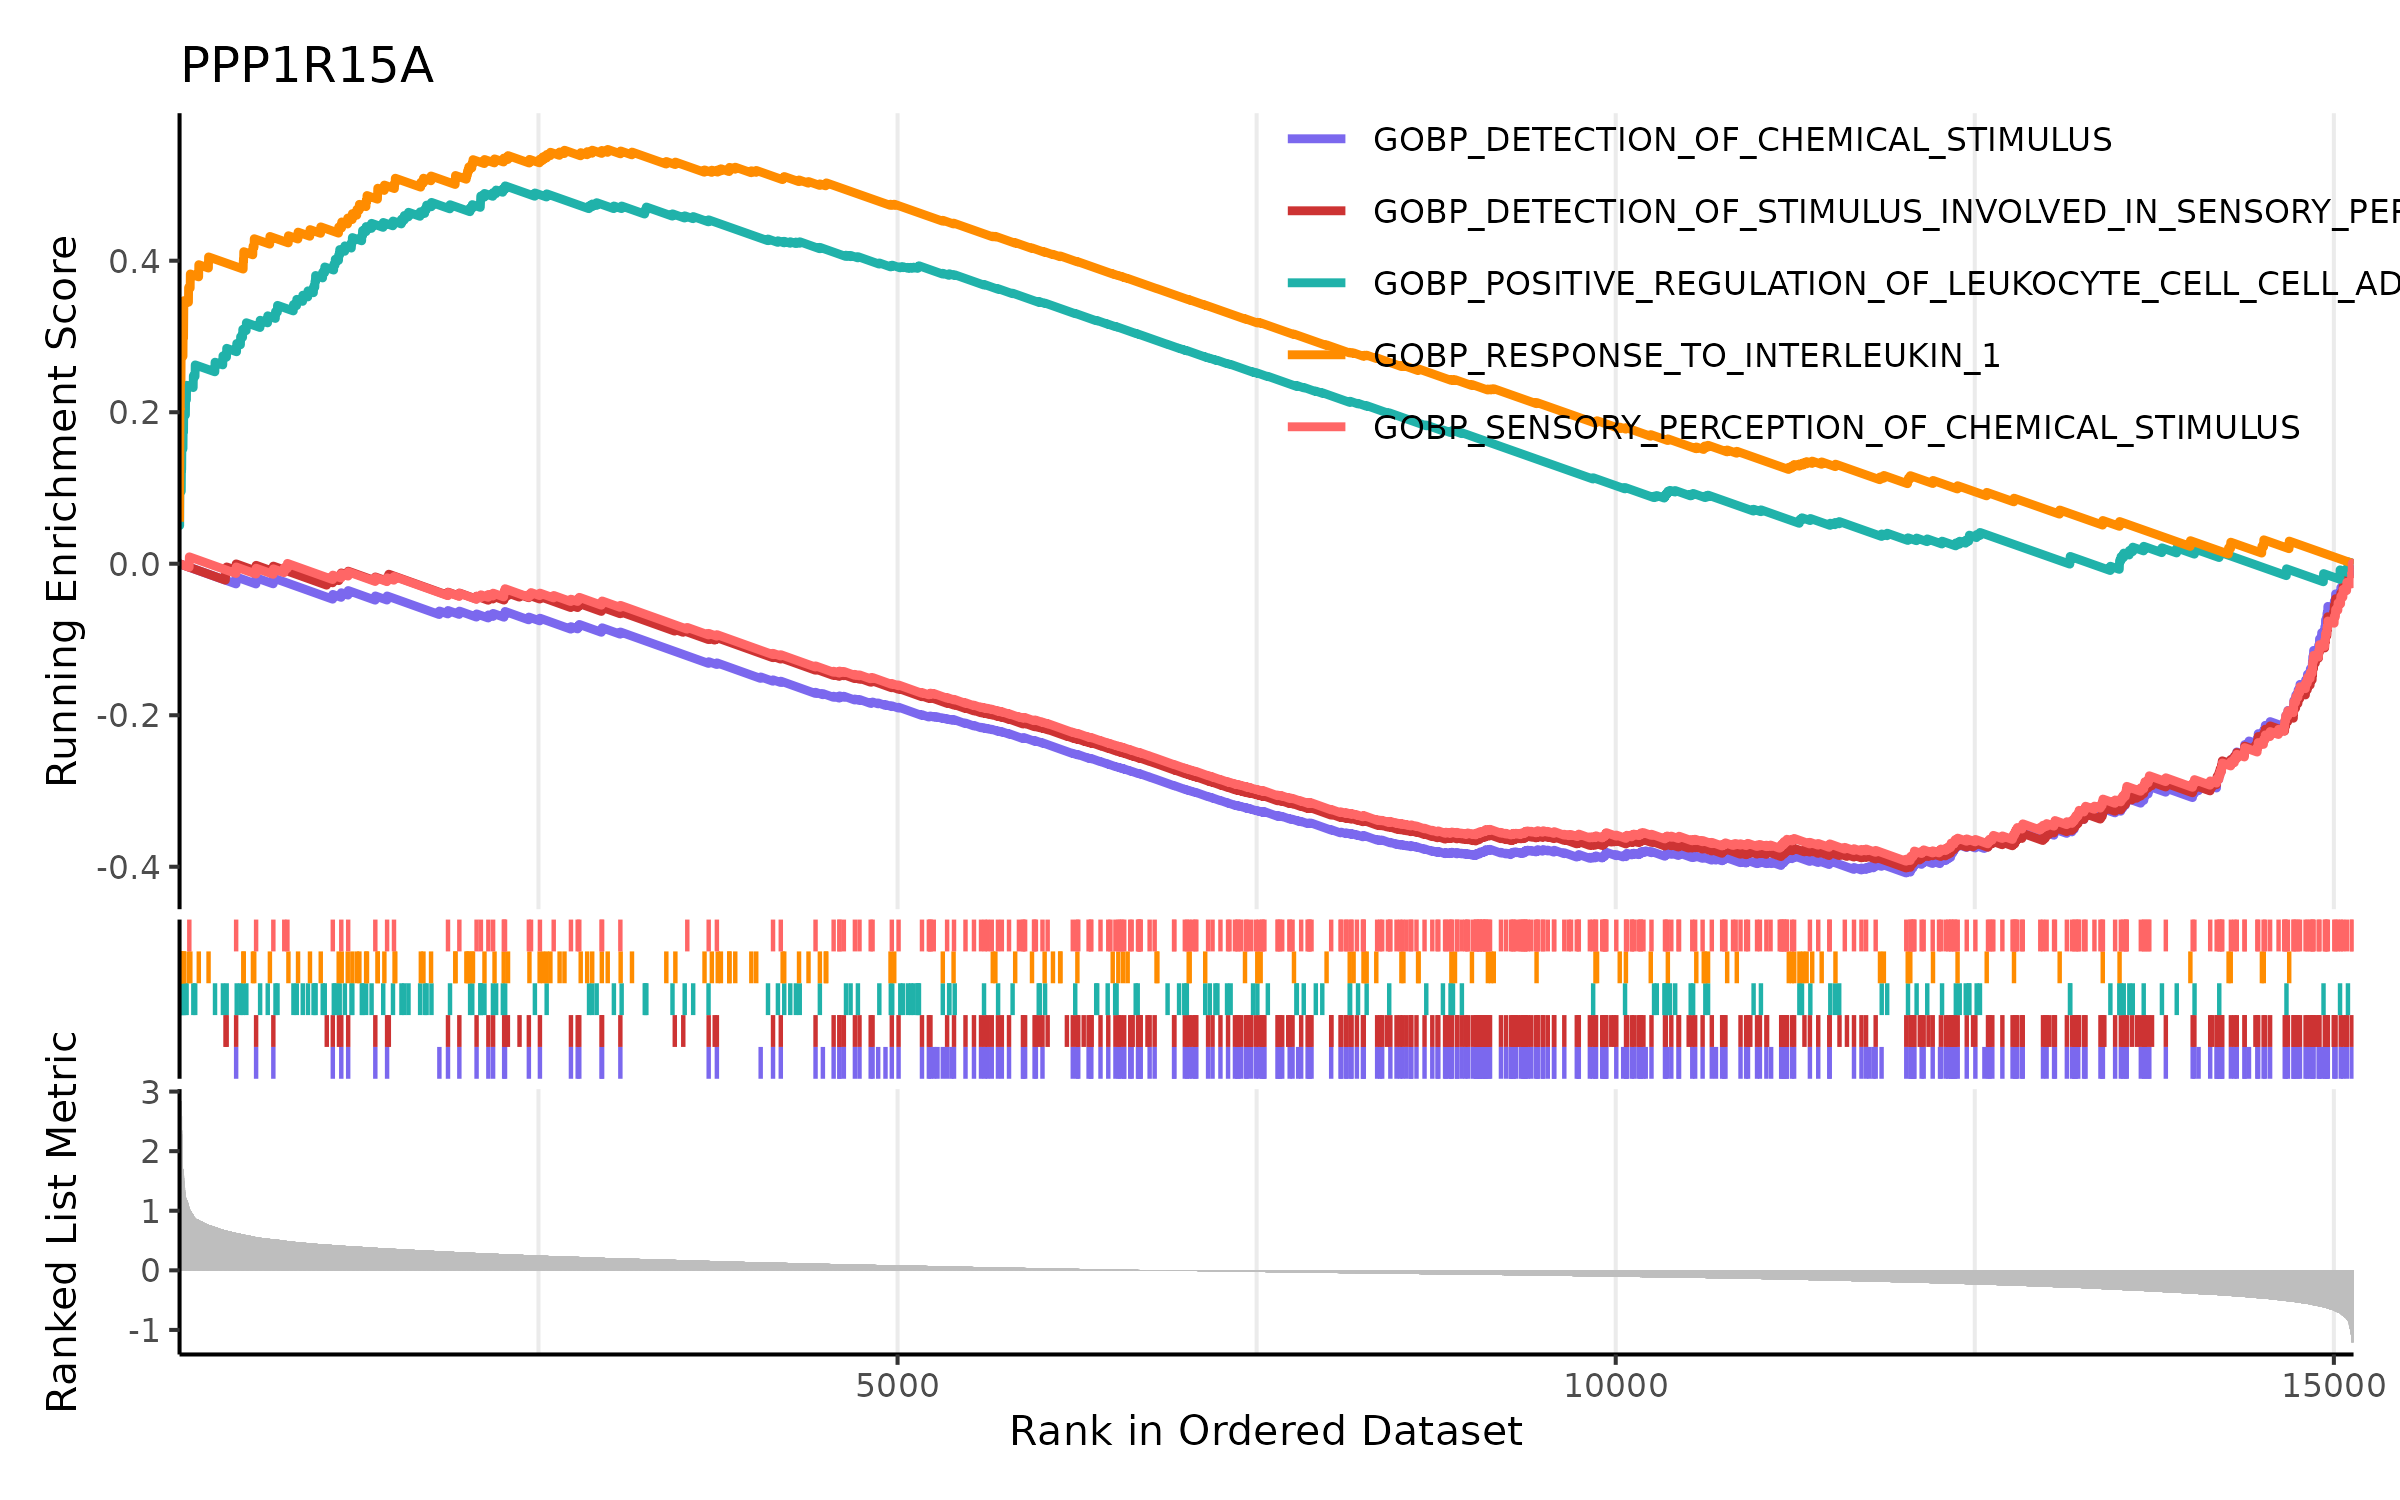 PPP1R15A
Running Enrichment Score
0.4
0.2
0.0
-0.2
-0.4
GOBP_DETECTION_OF_CHEMICAL_STIMULUS
GOBP_DETECTION_OF_STIMULUS_INVOLVED_IN_SENSORY_PER
GOBP_POSITIVE_REGULATION_OF_LEUKOCYTE_CELL_CELL_AD
GOBP_RESPONSE_TO_INTERLEUKIN_1
GOBP_SENSORY_PERCEPTION_OF_CHEMICAL_STIMULUS
Ranked List Metric
3
2
1
0
-1
5000
10000
15000
Rank in Ordered Dataset